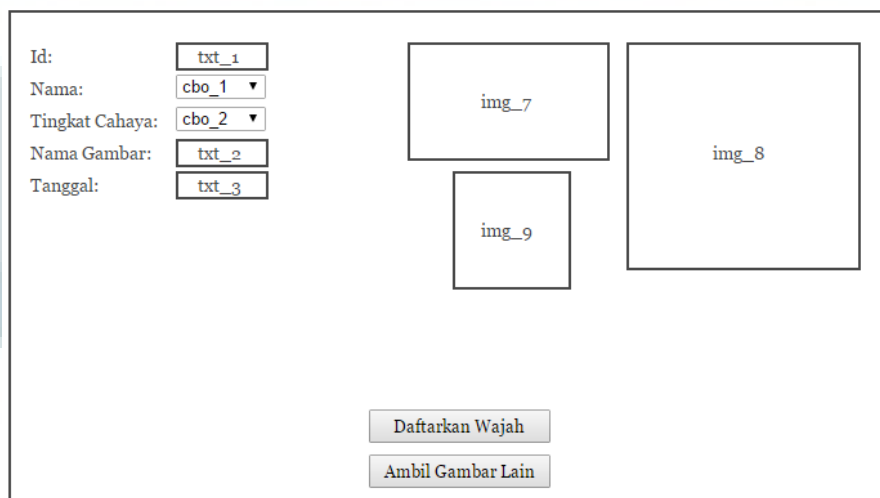 Id: txt_1
Nama: cbo_1
Tingkat Cahaya: cbo_2
Nama Gambar: txt_2
Tanggal: txt_3
img_7
img_8
img_9
Daftarkan Wajah
Ambil Gambar Lain